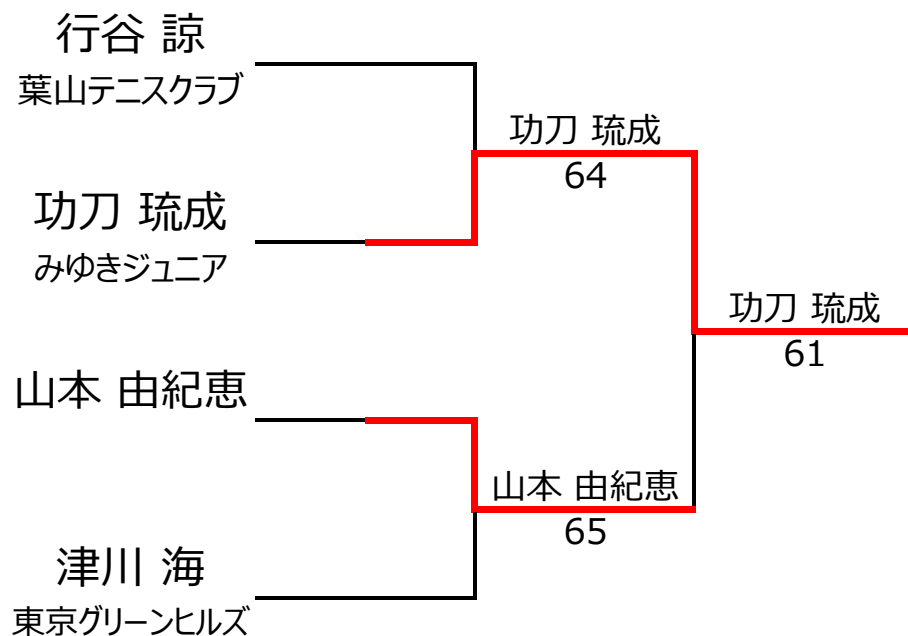 行谷 諒
葉山テニスクラブ
功刀 琉成
64
功刀 琉成
みゆきジュニア
功刀 琉成
61
山本 由紀恵
山本 由紀恵
65
津川 海
東京グリーンヒルズ